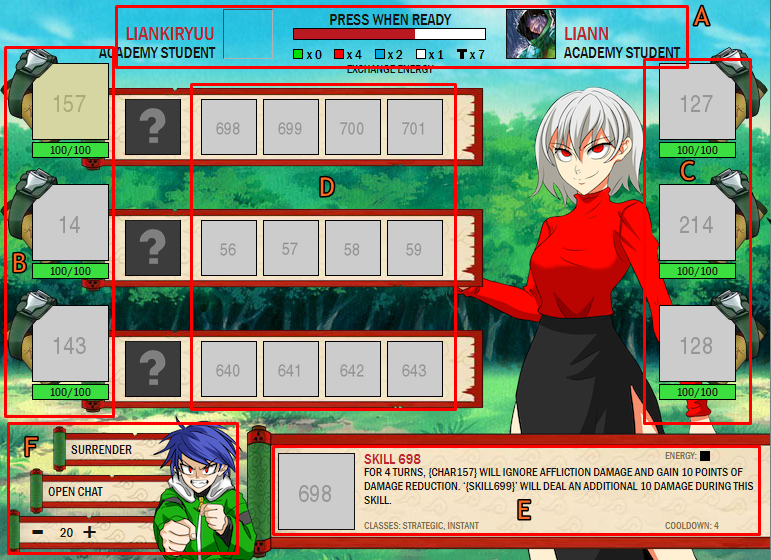 PRESS WHEN READY
A
LIANKIRYUU
ACADEMY STUDENT
LIANN
ACADEMY STUDENT
x 0 x 4 x 2 x 1 T x 7
EXCHANGE ENERGY
157
100/100
?
698 699 700 701
127
100/100
D
C
14
100/100
?
56 57 58 59
214
100/100
B
143
100/100
?
640 641 642 643
128
100/100
F
SURRENDER
OPEN CHAT
- 20 +
698
SKILL 698
ENERGY:
FOR 4 TURNS, {CHAR157} WILL IGNORE AFFLICTION DAMAGE AND GAIN 10 POINTS OF
DAMAGE REDUCTION. '{SKILL699}' WILL DEAL AN ADDITIONAL 10 DAMAGE DURING THIS
SKILL.
E
CLASSES: STRATEGIC, INSTANT
COOLDOWN: 4